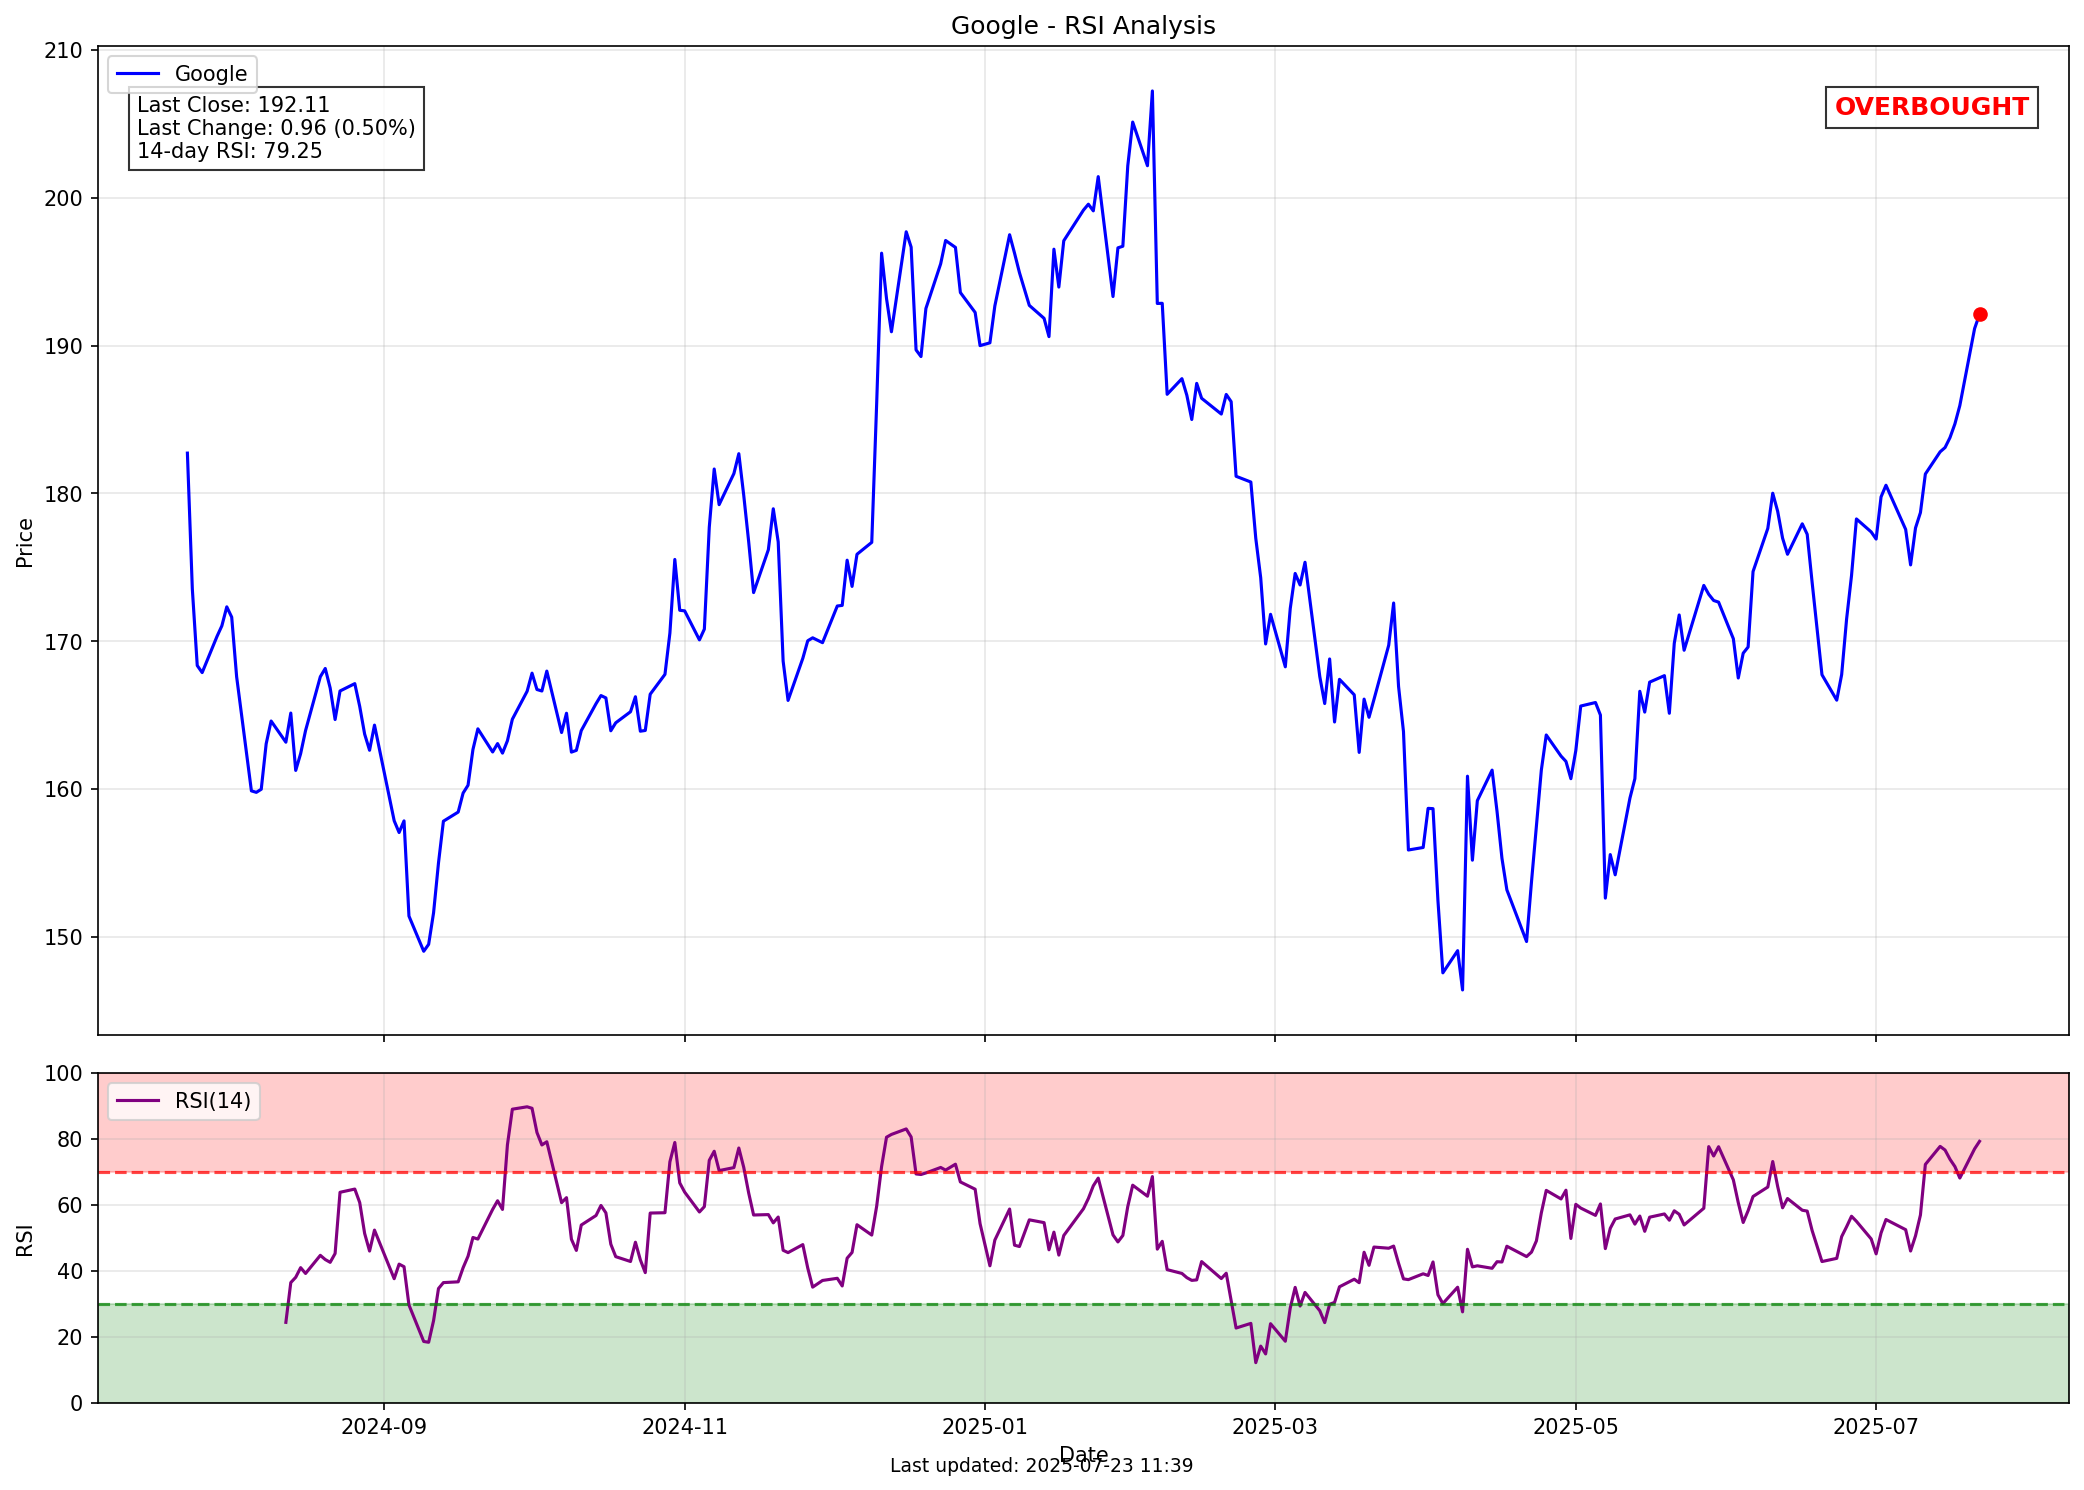 Google - RSI Analysis
210
200
190
180
170
160
150
Price
Google
Last Close: 192.11
Last Change: 0.96 (0.50%)
14-day RSI: 79.25
OVERBOUGHT
100
80
60
40
20
0
RSI
RSI(14)
2024-09
2024-11
2025-01
2025-03
2025-05
2025-07
Date
Last updated: 2025-07-23 11:39